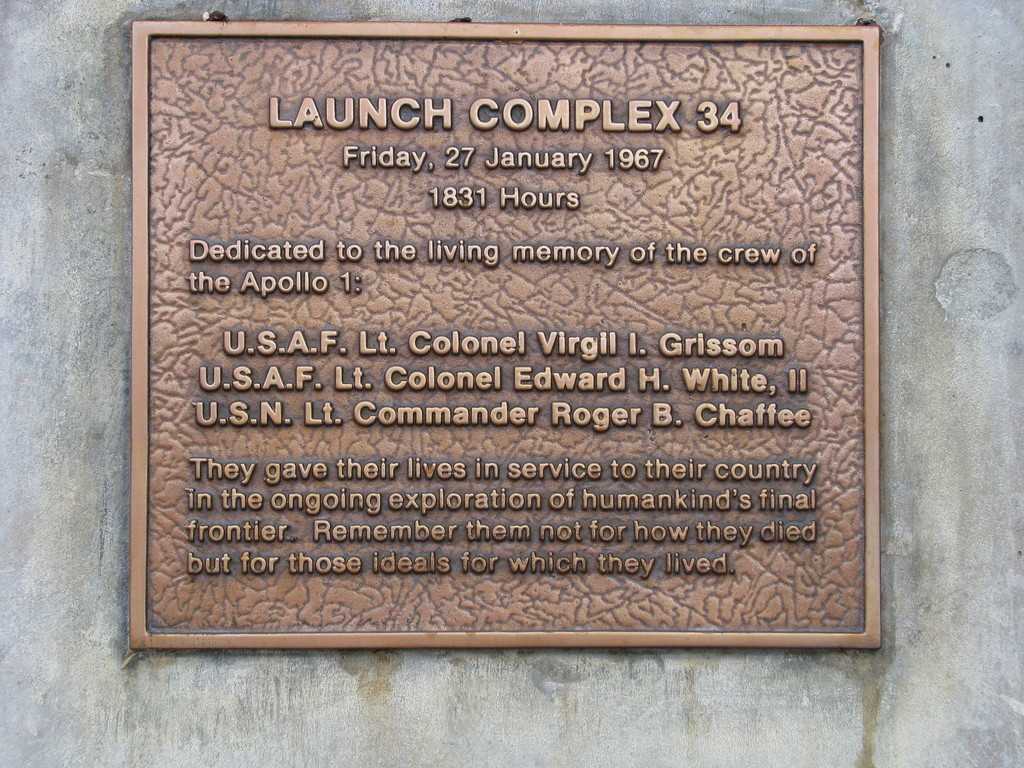 LAUNCH COMPLEX 34
Friday, 27 January 1967
1831 Hours
Dedicated to the living memory of the crew of
the Apollo 1:
U.S.A.F. Lt. Colonel Virgil I. Grissom
U.S.A.F. Lt. Colonel Edward H. White, II
U.S.N. Lt. Commander Roger B. Chaffee
They gave their lives in service to their country
in the ongoing exploration of humankind's final
frontier. Remember them not for how they died
but for those ideals for which they lived.